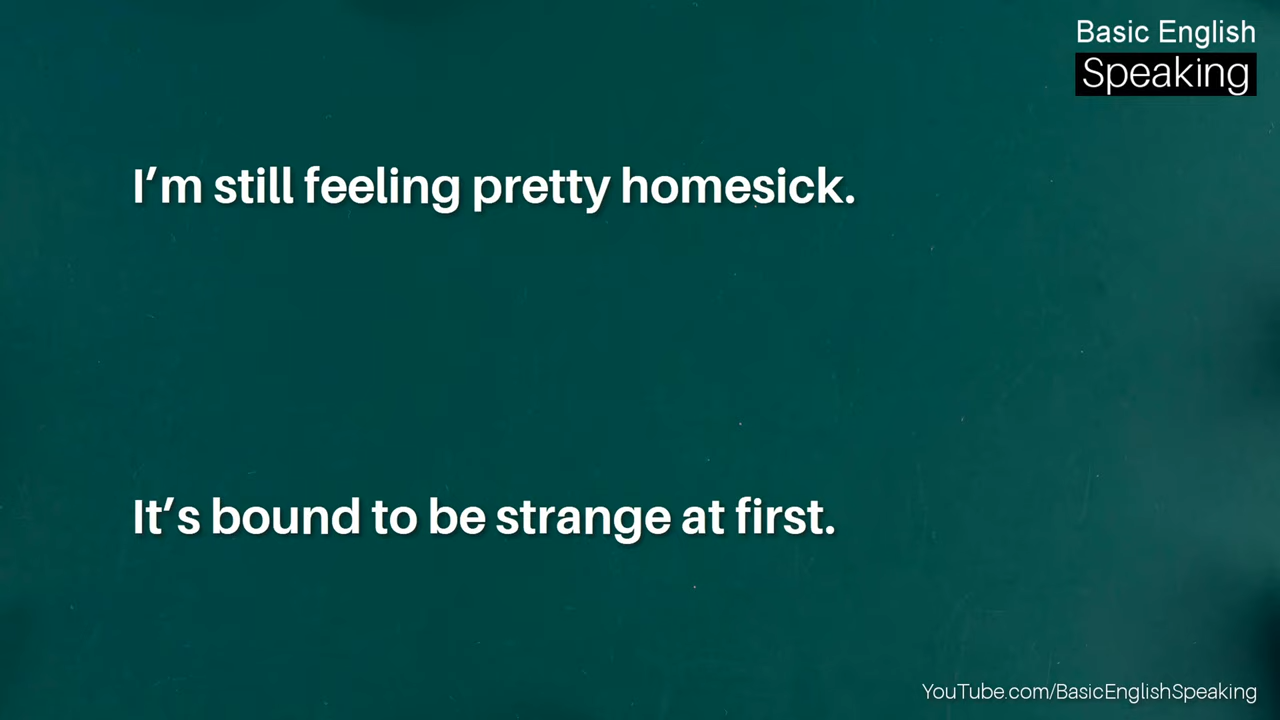 Basic English
Speaking
I’m still feeling pretty homesick.
It’s bound to be strange at first.
YouTube.com/BasicEnglishSpeaking